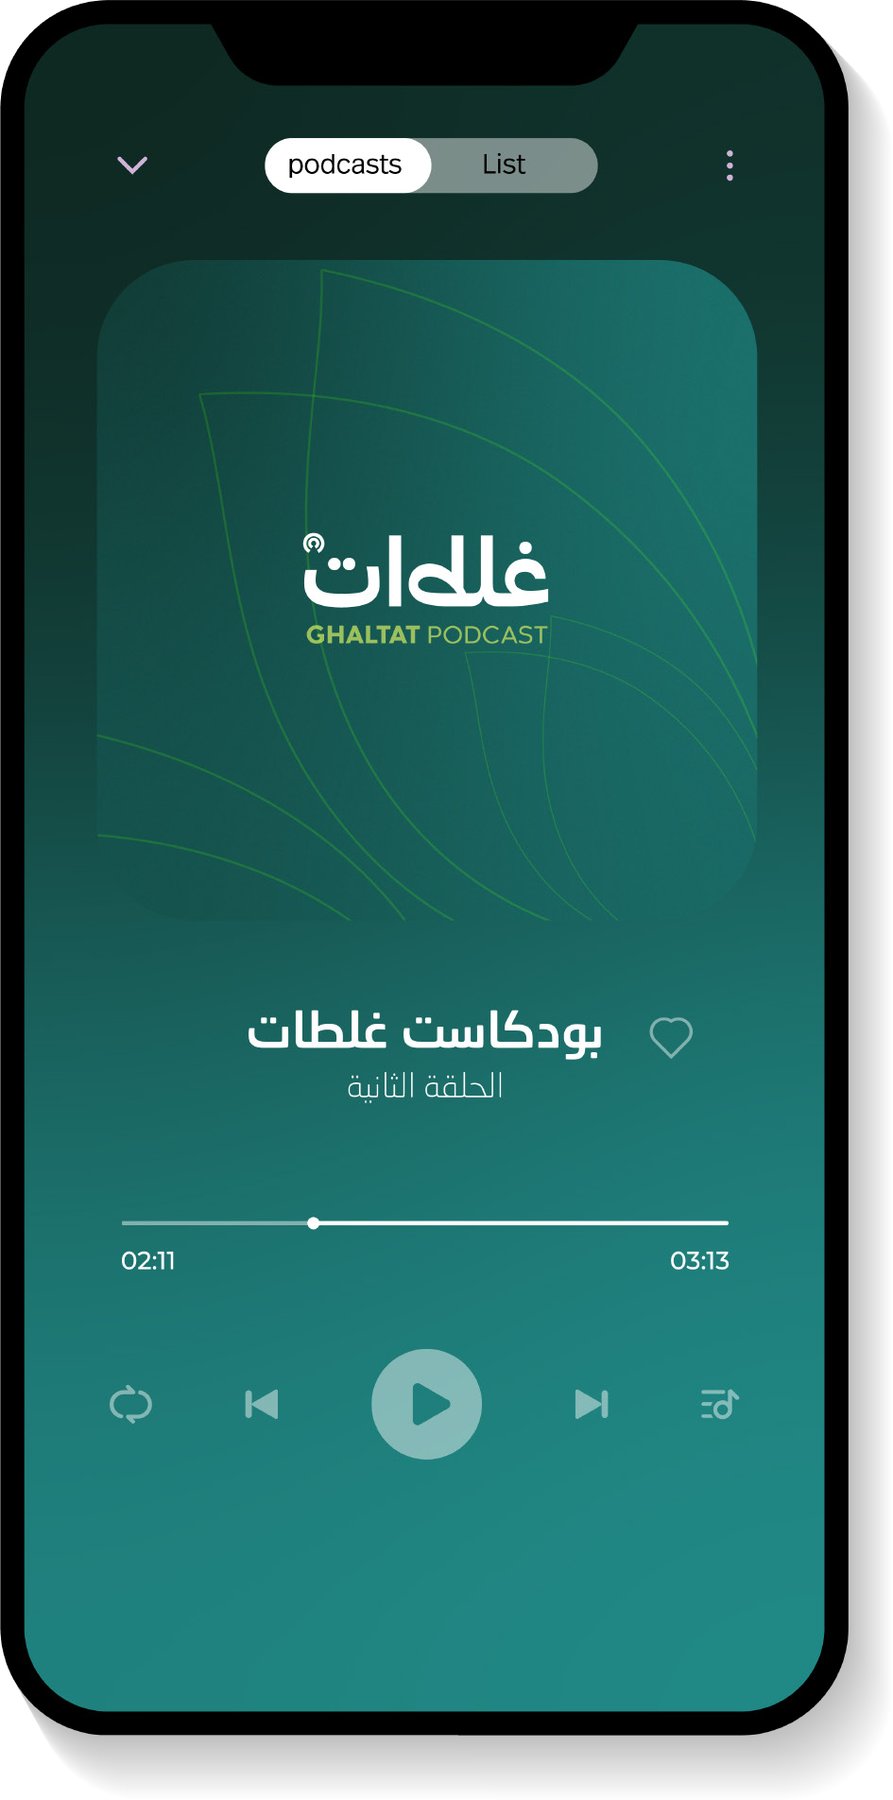 podcasts List
غلطات
GHALTAT PODCAST
بودكاست غلطات
الحلقة الثانية
02:11 03:13